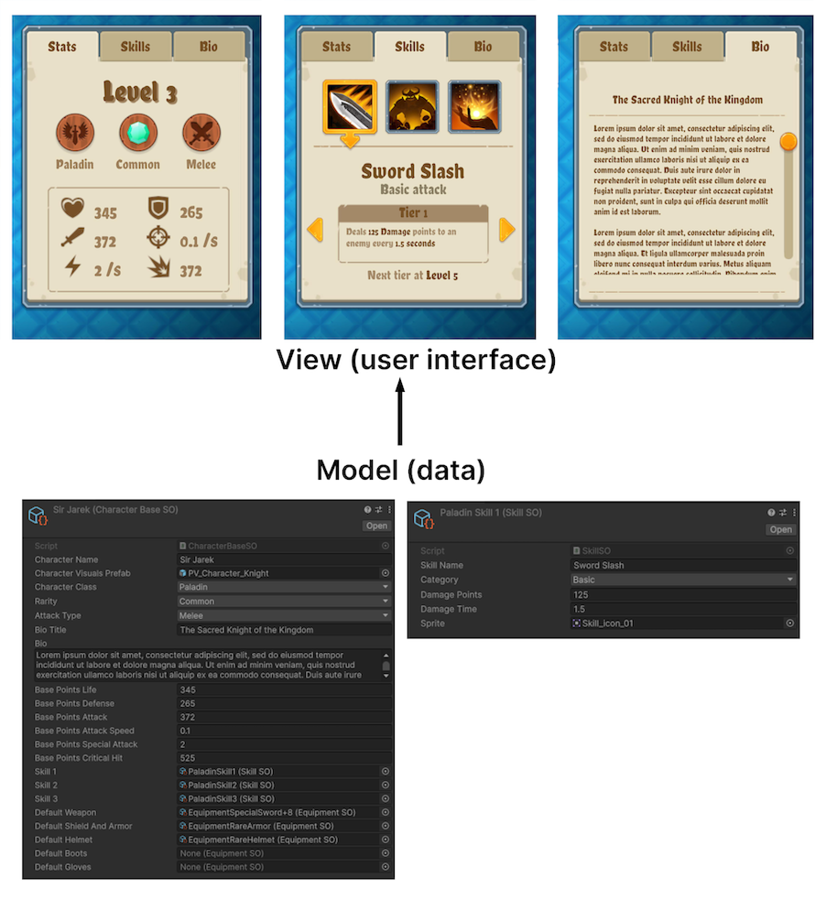 Stats Skills Bio
Level 3
Paladin Common Melee
345 265
372 0.1 /s
2 /s 372
Stats Skills Bio
Sword Slash
Basic attack
Tier 1
Deals 125 Damage points to an
enemy every 1.5 seconds
Next tier at Level 5
Stats Skills Bio
The Sacred Knight of the Kingdom
Lorem ipsum dolor sit amet, consectetur adipiscing elit,
sed do eiusmod tempor incididunt ut labore et dolore
magna aliqua. Ut enim ad minim veniam, quis nostrud
exercitation ullamco laboris nisi ut aliquip ex ea
commodo consequat. Duis aute irure dolor in
reprehenderit in voluptate velit esse cillum dolore eu
fugiat nulla pariatur. Excepteur sint occaecat cupidatat
non proident, sunt in culpa qui officia deserunt mollit
anim id est laborum.
Lorem ipsum dolor sit amet, consectetur adipiscing elit,
sed do eiusmod tempor incididunt ut labore et dolore
magna aliqua. Et ligula ullamcorper malesuada proin
libero nunc consequat interdum varius. Metus aliquam
eleifend mi in nulla posuere sollicitudin. Bibendum enim
View (user interface)
Model (data)
Sir Jarek (Character Base SO)
Open
Script CharacterBaseSO
Character Name Sir Jarek
Character Visuals Prefab PV_Character_Knight
Character Class Paladin
Rarity Common
Attack Type Melee
Bio Title The Sacred Knight of the Kingdom
Bio
Lorem ipsum dolor sit amet, consectetur adipiscing elit, sed do eiusmod tempor
incididunt ut labore et dolore magna aliqua. Ut enim ad minim veniam, quis nostrud
exercitation ullamco laboris nisi ut aliquip ex ea commodo consequat. Duis aute irure
Base Points Life 345
Base Points Defense 265
Base Points Attack 372
Base Points Attack Speed 0.1
Base Points Special Attack 2
Base Points Critical Hit 525
Skill 1 PaladinSkill1 (Skill SO)
Skill 2 PaladinSkill2 (Skill SO)
Skill 3 PaladinSkill3 (Skill SO)
Default Weapon EquipmentSpecialSword+8 (Equipment SO)
Default Shield And Armor EquipmentRareArmor (Equipment SO)
Default Helmet EquipmentRareHelmet (Equipment SO)
Default Boots None (Equipment SO)
Default Gloves None (Equipment SO)
Paladin Skill 1 (Skill SO)
Open
Script SkillSO
Skill Name Sword Slash
Category Basic
Damage Points 125
Damage Time 1.5
Sprite Skill_icon_01